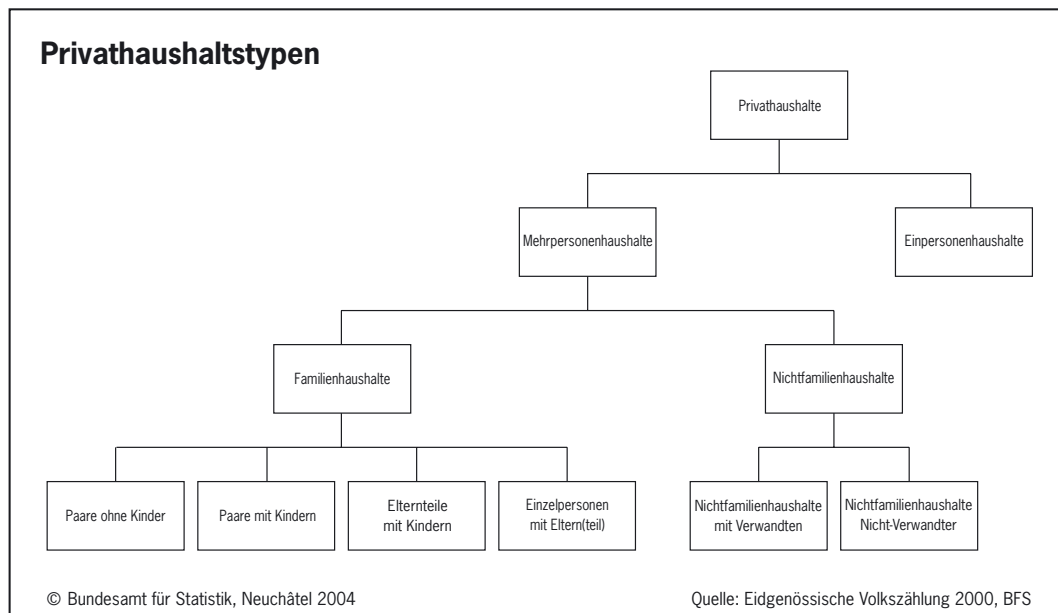 Privathaushaltstypen
Privathaushalte
Mehrpersonenhaushalte
Einpersonenhaushalte
Familienhaushalte
Nichtfamilienhaushalte
Paare ohne Kinder
Paare mit Kindern
Elternteile
mit Kindern
Einzelpersonen
mit Eltern(teil)
Nichtfamilienhaushalte
mit Verwandten
Nichtfamilienhaushalte
Nicht-Verwandter
© Bundesamt für Statistik, Neuchâtel 2004
Quelle: Eidgenössische Volkszählung 2000, BFS